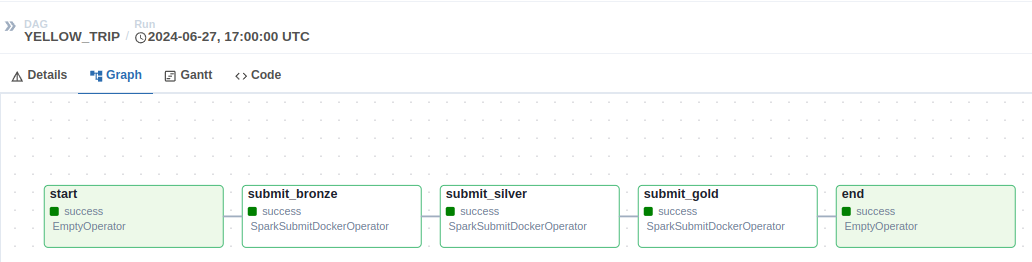 DAG Run
YELLOW_TRIP / 2024-06-27, 17:00:00 UTC
Details Graph Gantt Code
start submit_bronze submit_silver submit_gold end
success success success success success
EmptyOperator SparkSubmitDockerOperator SparkSubmitDockerOperator SparkSubmitDockerOperator EmptyOperator